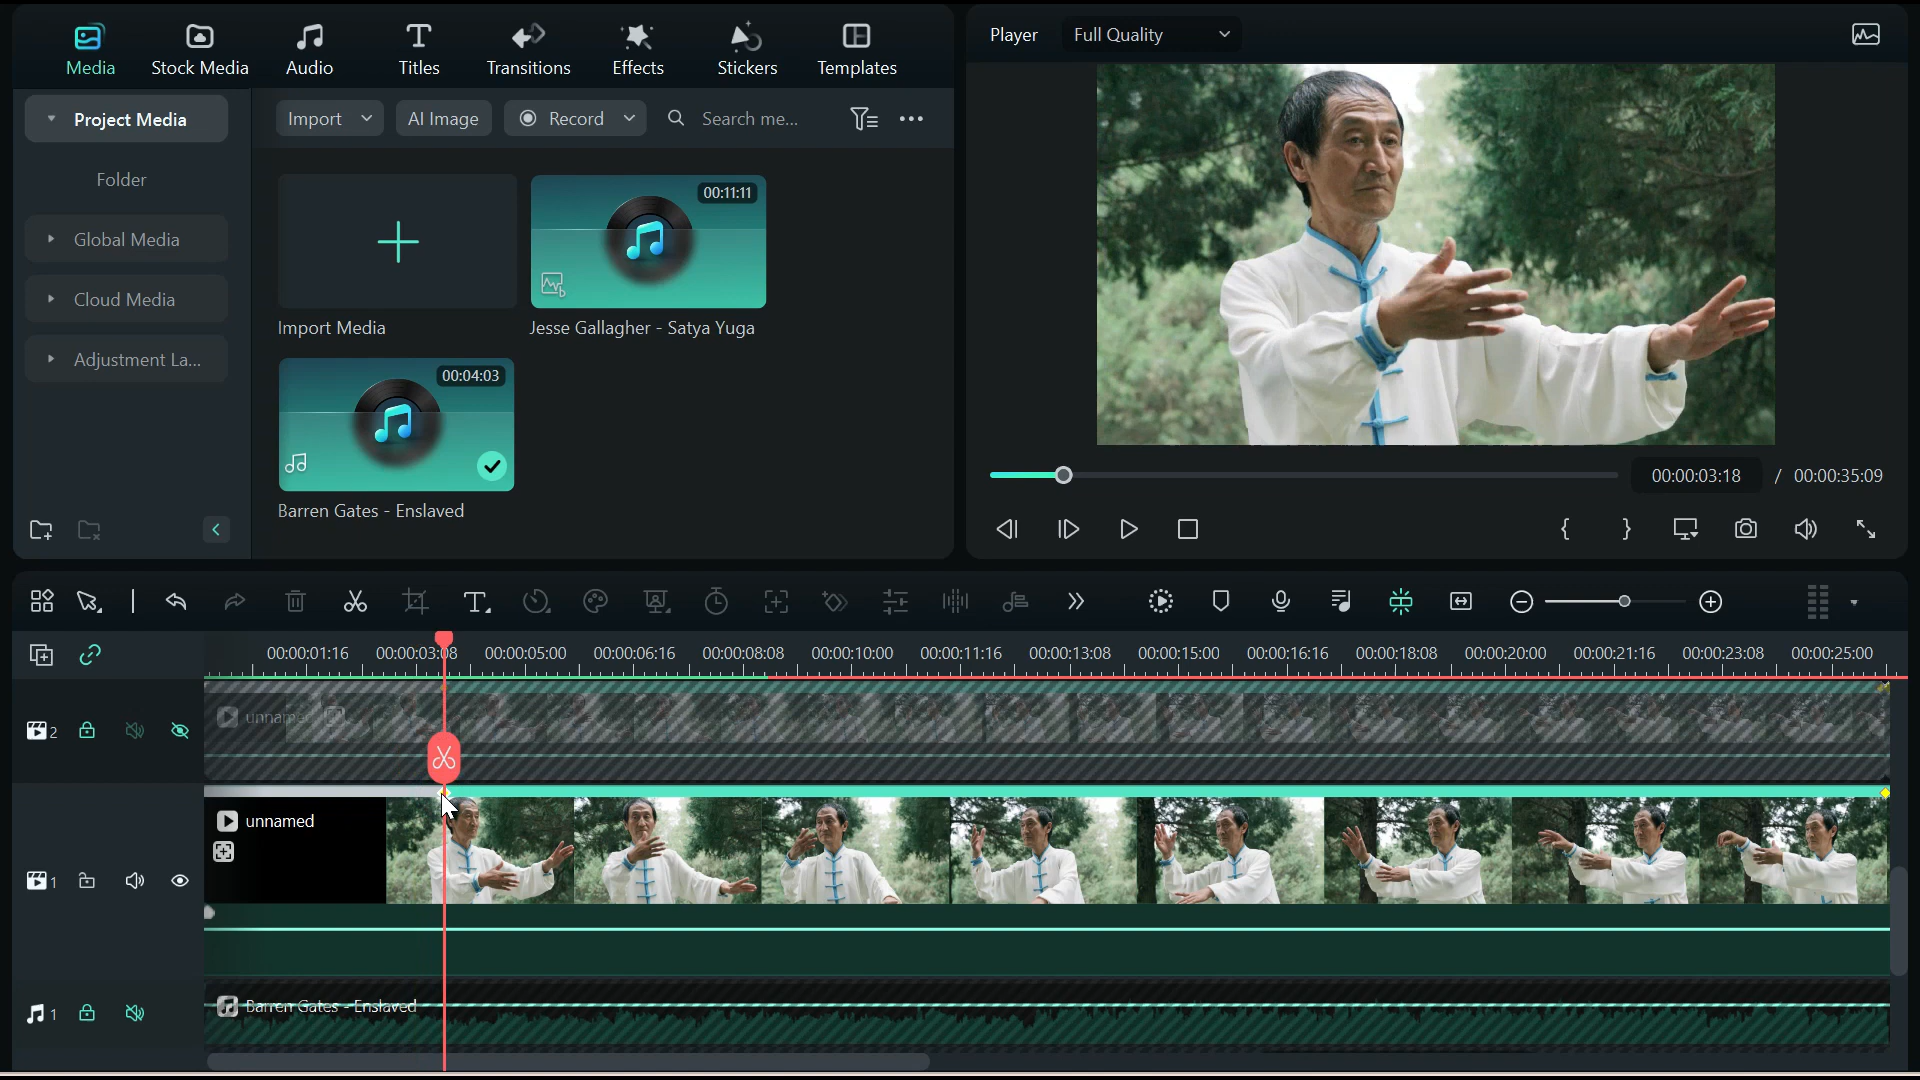 Media
Stock Media
Audio
Titles
Transitions
Effects
Stickers
Templates
Player
Full Quality
Project Media
Import
AI Image
Record
Search me...
Folder
Global Media
Cloud Media
Adjustment La...
00:11:11
Import Media
Jesse Gallagher - Satya Yuga
00:04:03
Barren Gates - Enslaved
00:00:03:18 / 00:00:35:09
00:00:01:16
00:00:03:08
00:00:05:00
00:00:06:16
00:00:08:08
00:00:10:00
00:00:11:16
00:00:13:08
00:00:15:00
00:00:16:16
00:00:18:08
00:00:20:00
00:00:21:16
00:00:23:08
00:00:25:00
2
unnamed
unnamed
1
1
Barren Gates - Enslaved